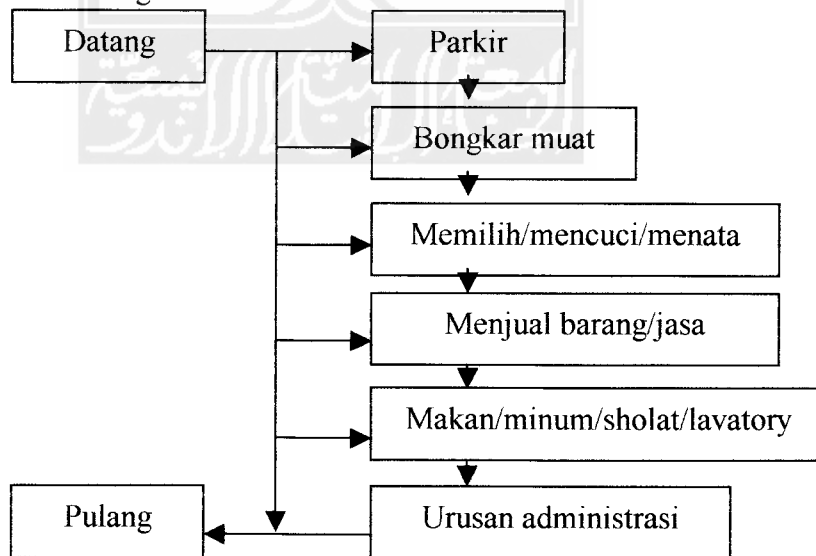 Datang
Parkir
Bongkar muat
Memilih/mencuci/menata
Menjual barang/jasa
Makan/minum/sholat/lavatory
Urusan administrasi
Pulang